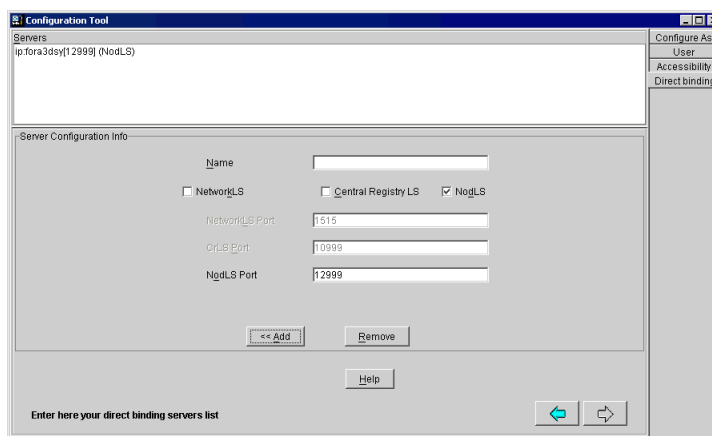 Configuration Tool
Servers
ip:fora3dsy[12999] (NodLS)
Configure As
User
Accessibility
Direct binding
Server Configuration Info
Name
NetworkLS
Central Registry LS
NodLS
NetworkLS Port
1515
CrLS Port
10999
NodLS Port
12999
<< Add
Remove
Help
Enter here your direct binding servers list